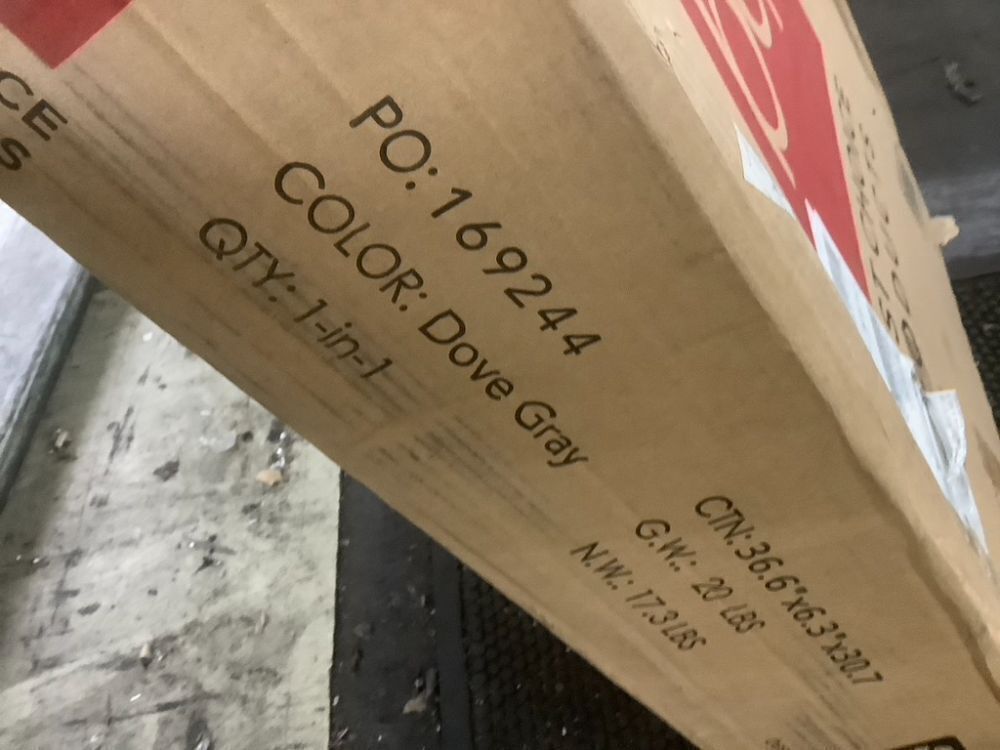 CE
S
PO: 169244
COLOR: Dove Gray
QTY: 1-in-1
CTN: 36.6"x6.3"x30.7
G.W.: 20 LBS
N.W.: 17.3 LBS